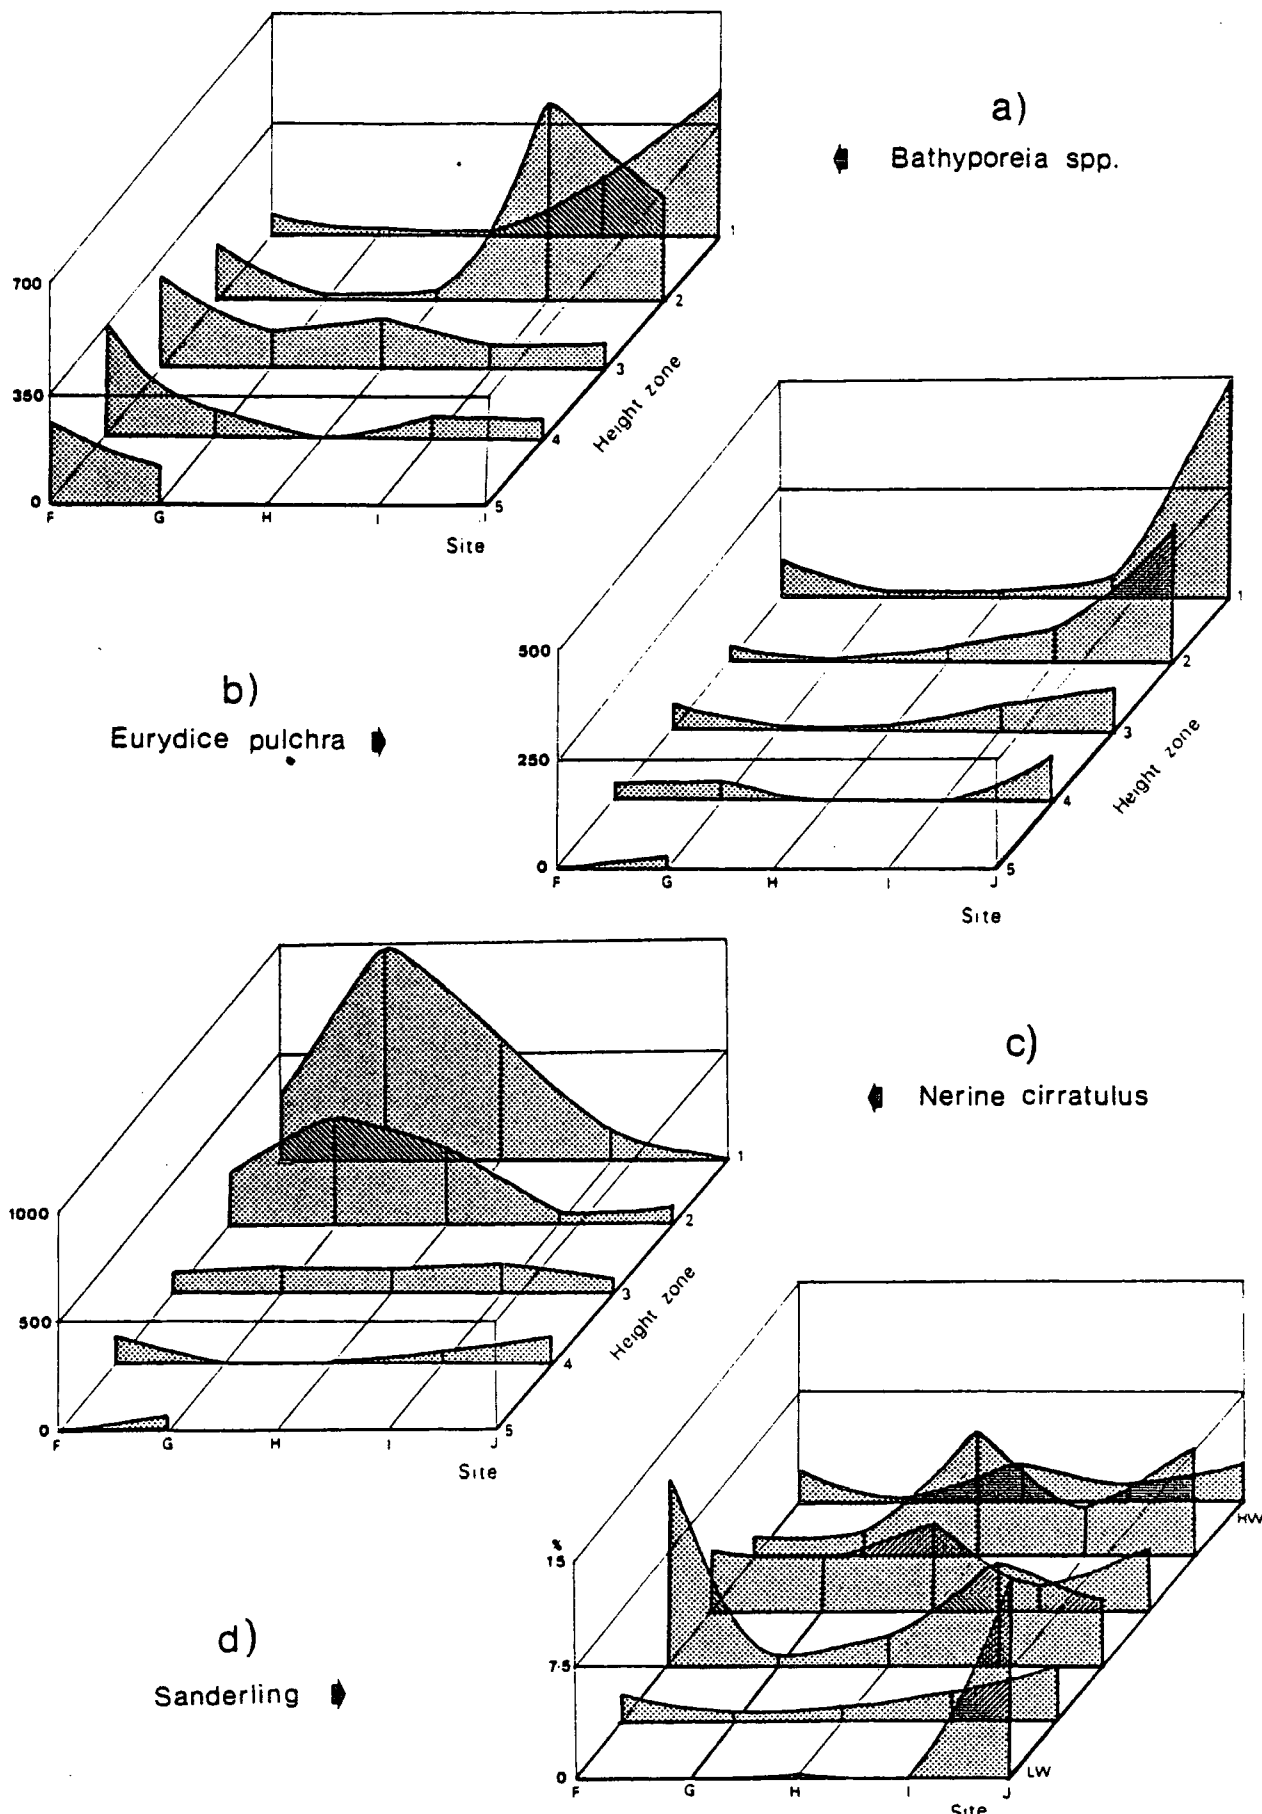 a)
Bathyporeia spp.
700
350
0
F G H I J
Site
1
2
3
4
5
Height zone
b)
Eurydice pulchra
500
250
0
F G H I J
Site
1
2
3
4
5
Height zone
c)
Nerine cirratulus
1000
500
0
F G H I J
Site
1
2
3
4
5
Height zone
d)
Sanderling
%
15
7·5
0
F G H I J
Site
HW
LW